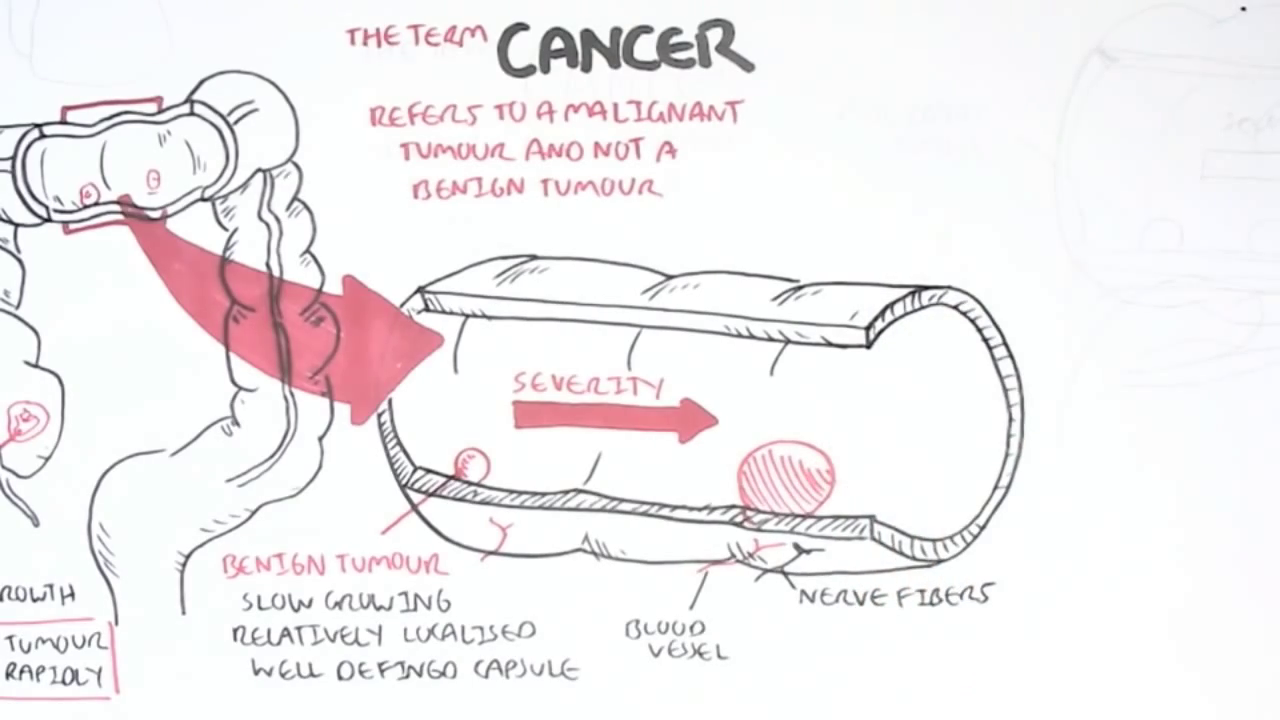 THE TERM CANCER
REFERS TO A MALIGNANT
TUMOUR AND NOT A
BENIGN TUMOUR
SEVERITY
BENIGN TUMOUR
SLOW GROWING
RELATIVELY LOCALISED
WELL DEFINED CAPSULE
BLOOD
VESSEL
NERVE FIBERS
ROWTH
TUMOUR
RAPIDLY